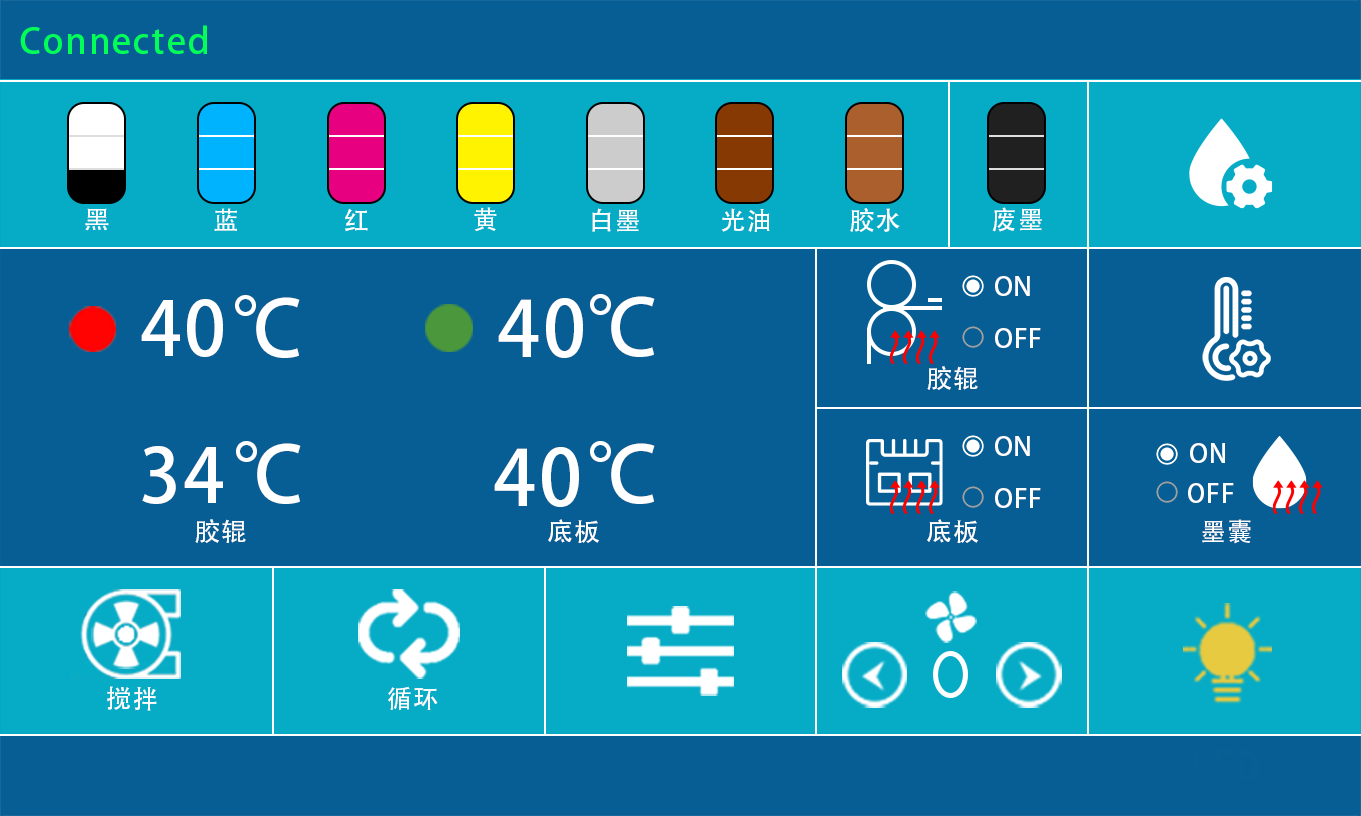 Connected
黑 蓝 红 黄 白墨 光油 胶水 废墨
40℃ 40℃
ON
OFF
胶辊
34℃ 40℃
胶辊 底板
ON
OFF
底板
ON
OFF
墨囊
搅拌 循环
0